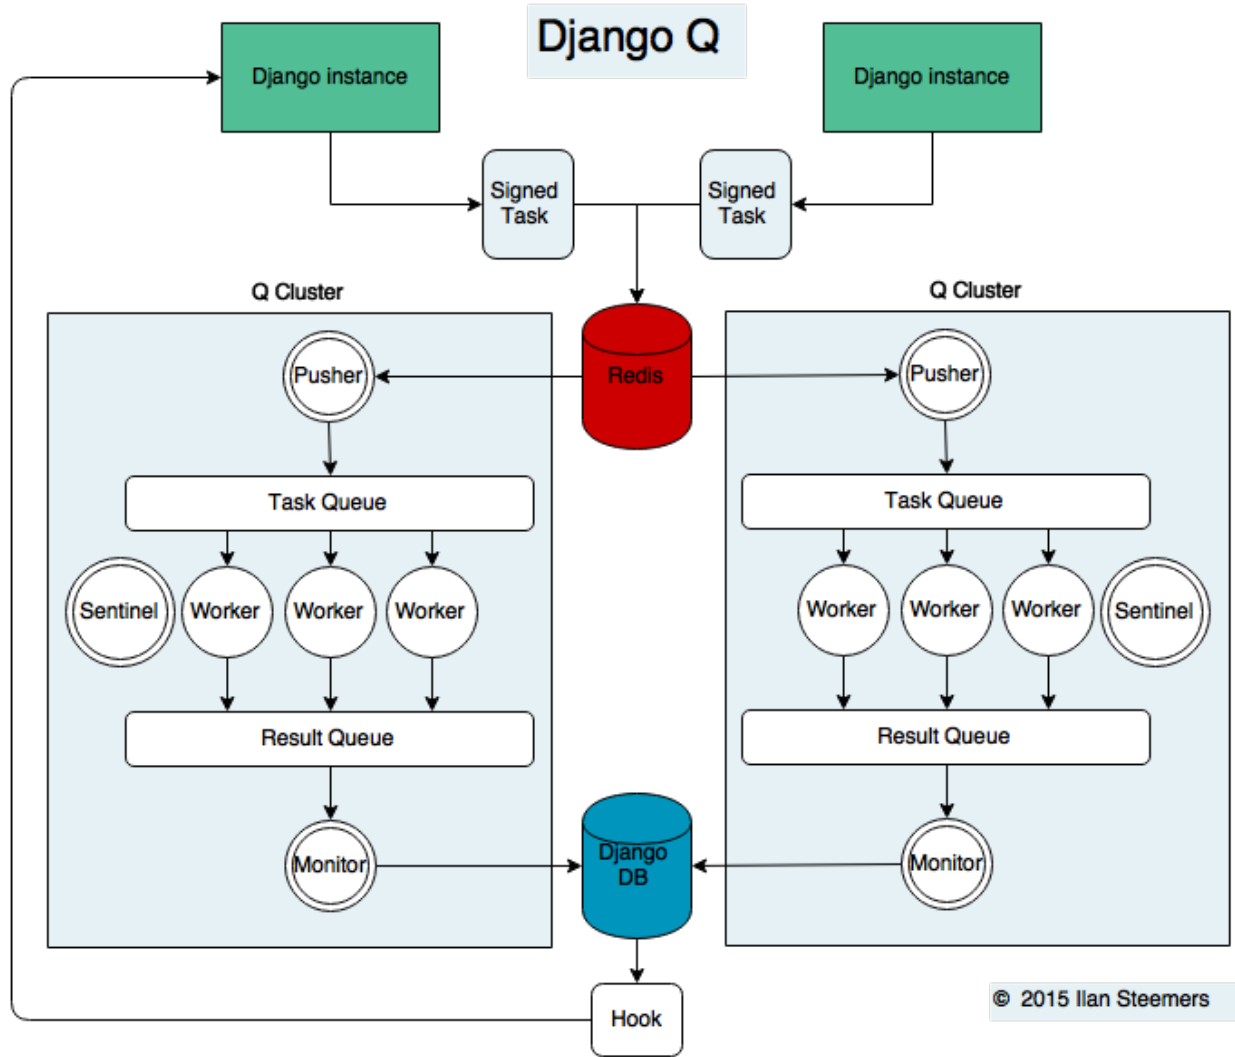 Django Q
Django instance
Django instance
Signed
Task
Signed
Task
Q Cluster
Q Cluster
Pusher
Redis
Pusher
Task Queue
Task Queue
Sentinel
Worker
Worker
Worker
Worker
Worker
Worker
Sentinel
Result Queue
Result Queue
Monitor
Django
DB
Monitor
Hook
© 2015 Ilan Steemers